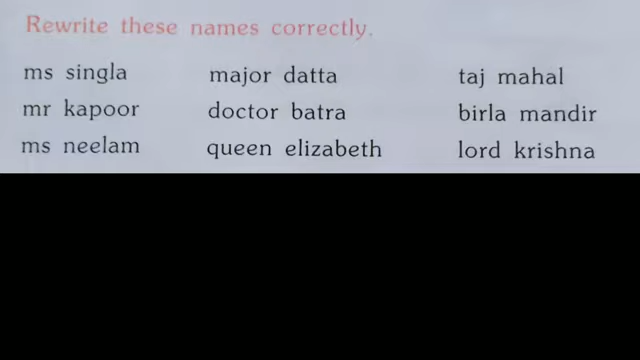 Rewrite these names correctly.
ms singla major datta taj mahal
mr kapoor doctor batra birla mandir
ms neelam queen elizabeth lord krishna